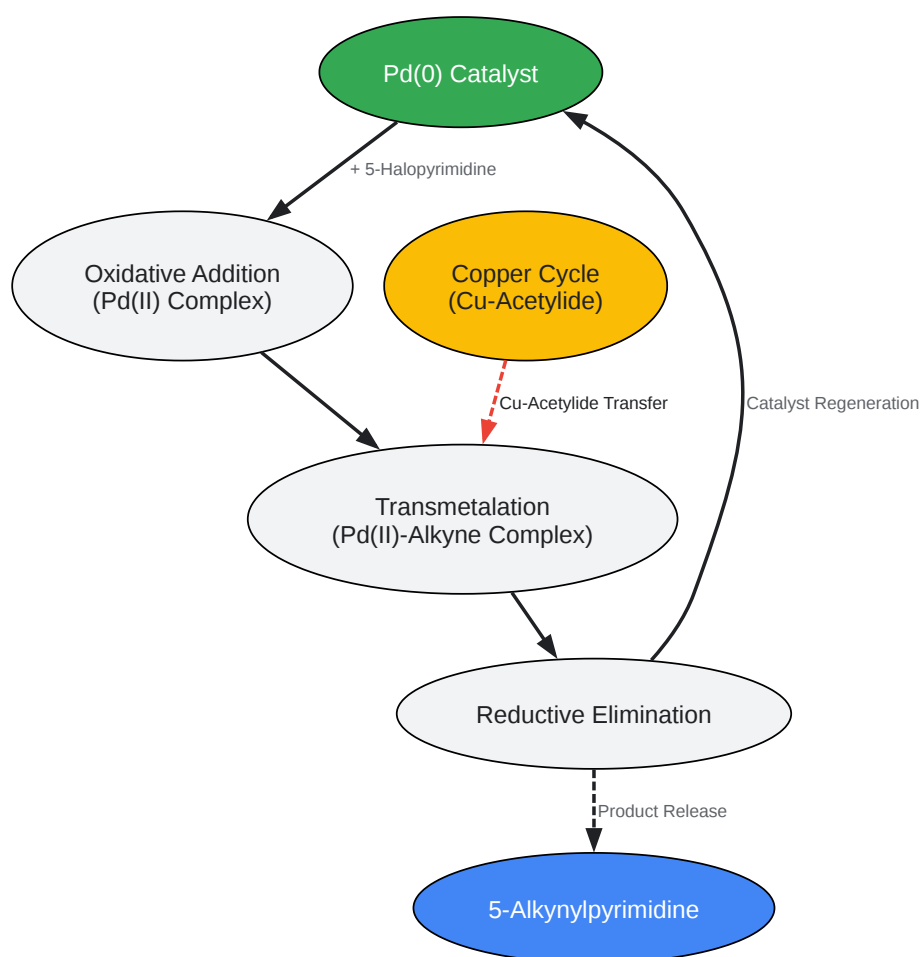 Pd(0) Catalyst
+ 5-Halopyrimidine
Oxidative Addition
(Pd(II) Complex)
Copper Cycle
(Cu-Acetylide)
Cu-Acetylide Transfer
Catalyst Regeneration
Transmetalation
(Pd(II)-Alkyne Complex)
Reductive Elimination
Product Release
5-Alkynylpyrimidine